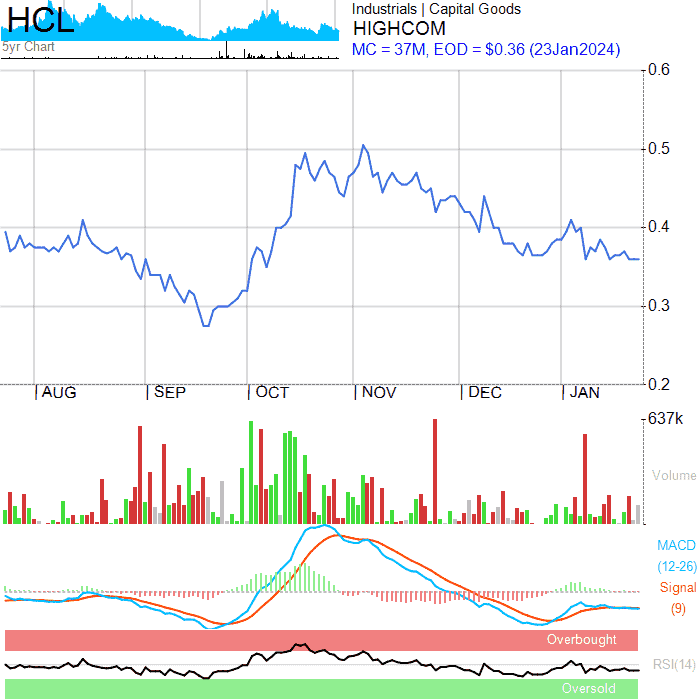 HCL
5yr Chart
Industrials | Capital Goods
HIGHCOM
MC = 37M, EOD = $0.36 (23Jan2024)
0.6
0.5
0.4
0.3
0.2
AUG SEP OCT NOV DEC JAN
637k
Volume
MACD
(12-26)
Signal
(9)
Overbought
RSI(14)
Oversold